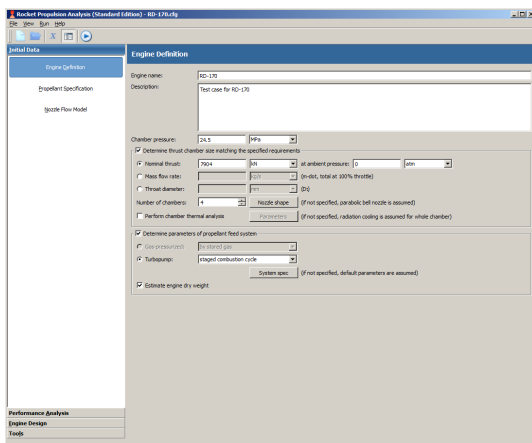 Rocket Propulsion Analysis (Standard Edition) - RD-170.cfg
File View Run Help
Initial Data
Engine Definition
Propellant Specification
Nozzle Flow Model
Performance Analysis
Engine Design
Tools
Engine Definition
Engine name: RD-170
Description: Test case for RD-170
Chamber pressure: 24.5 MPa
Determine thrust chamber size matching the specified requirements
Nominal thrust: 7904 kN at ambient pressure: 0 atm
Mass flow rate: kg/s (m-dot, total at 100% throttle)
Throat diameter: mm (Dt)
Number of chambers: 4 Nozzle shape (if not specified, parabolic bell nozzle is assumed)
Perform chamber thermal analysis Parameters (if not specified, radiation cooling is assumed for whole chamber)
Determine parameters of propellant feed system
Gas-pressurized: by stored gas
Turbopump: staged combustion cycle
System spec (if not specified, default parameters are assumed)
Estimate engine dry weight